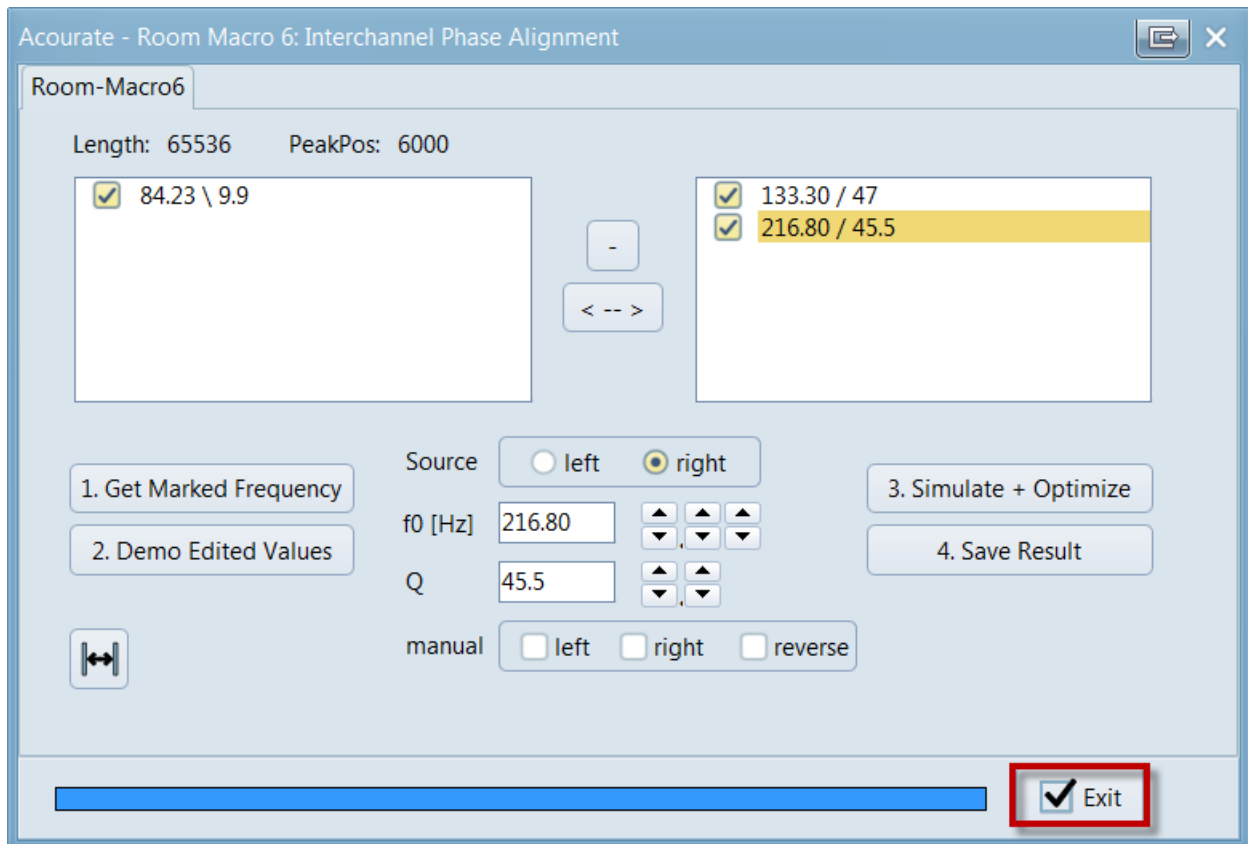 Acourate - Room Macro 6: Interchannel Phase Alignment
Room-Macro6
Length: 65536 PeakPos: 6000
84.23 \ 9.9
133.30 / 47
216.80 / 45.5
-
< -- >
Source left right
1. Get Marked Frequency
f0 [Hz] 216.80
3. Simulate + Optimize
2. Demo Edited Values
Q 45.5
4. Save Result
manual left right reverse
Exit